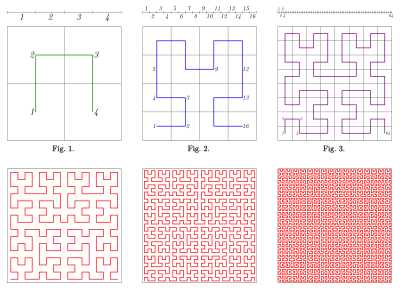 1 2 3 4
1 3 5 7 9 11 13 15
2 4 6 8 10 12 14 16
2 3
1 4
Fig. 1.
5 9 12
4 3 13
1 2 16
Fig. 2.
Fig. 3.